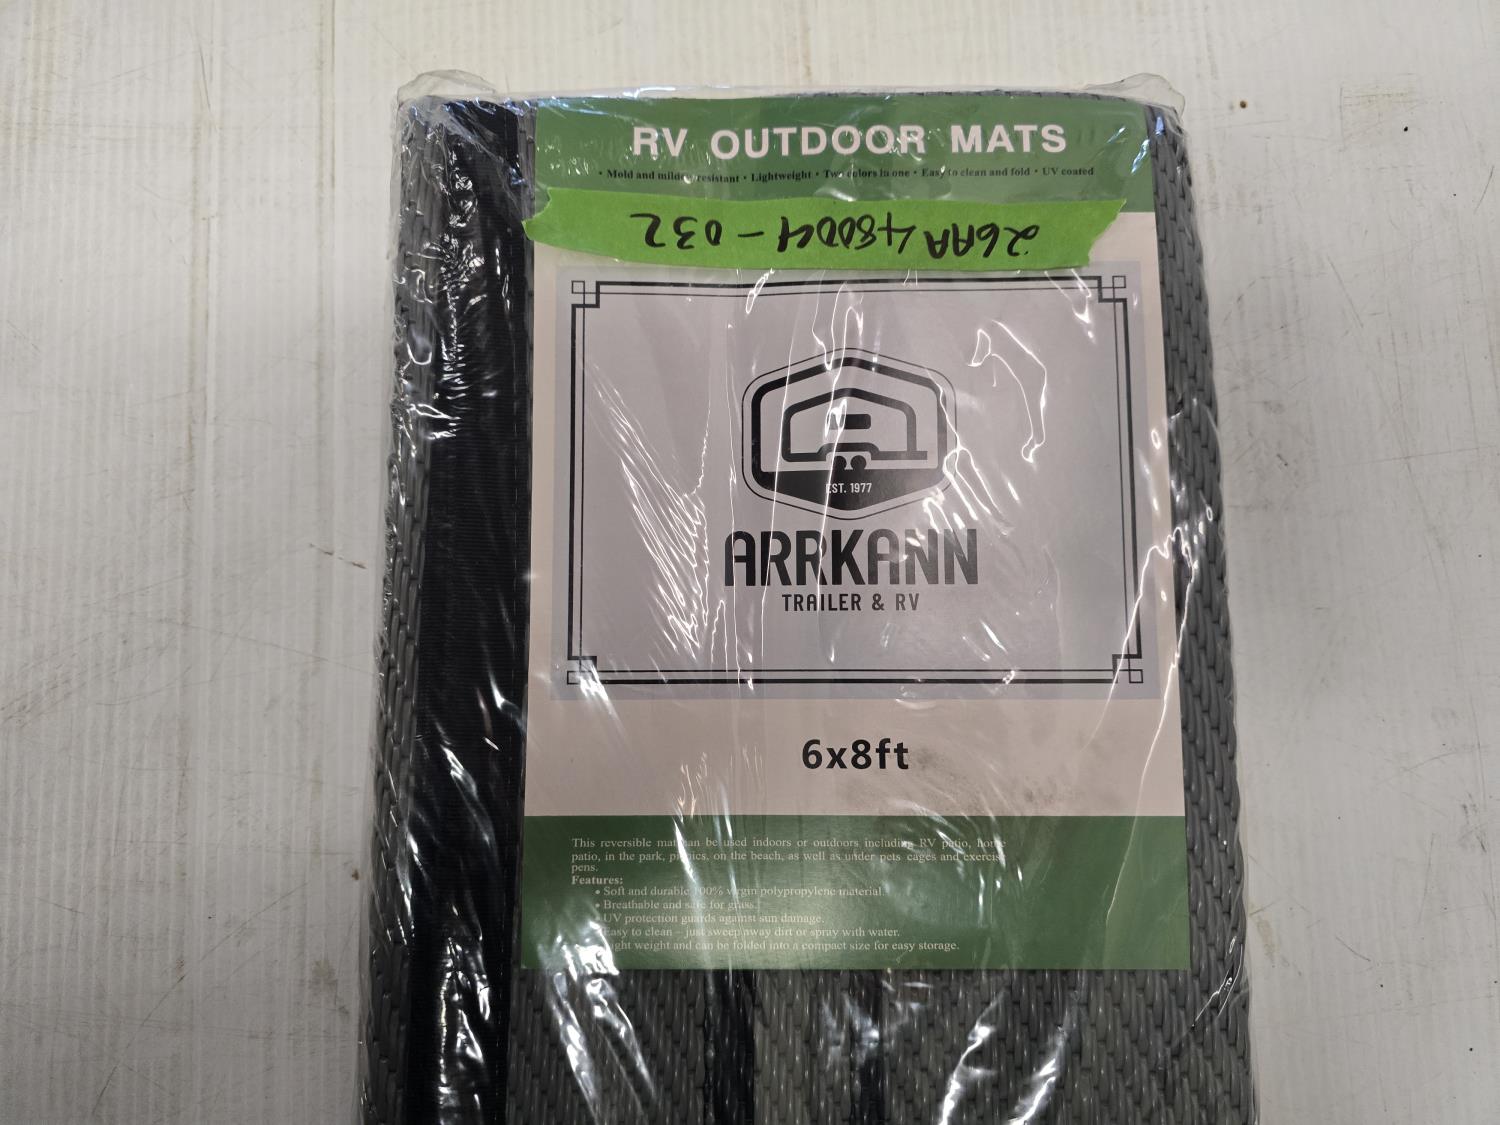 RV OUTDOOR MATS
• Mold and mildew resistant • Lightweight • Two colors in one • Easy to clean and fold • UV coated
26AA48004-032
EST. 1977
ARRKANN
TRAILER & RV
6x8ft
This reversible mat can be used indoors or outdoors including RV patio, home
patio, in the park, picnics, on the beach, as well as under pets cages and exercise
pens.
Features:
• Soft and durable 100% virgin polypropylene material.
• Breathable and safe for grass.
• UV protection guards against sun damage.
Easy to clean – just sweep away dirt or spray with water.
Light weight and can be folded into a compact size for easy storage.